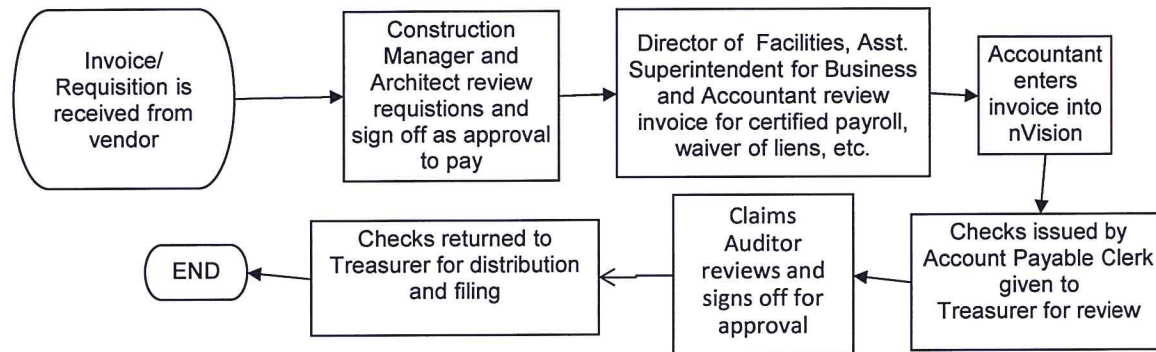 Invoice/
Requisition is
received from
vendor
Construction
Manager and
Architect review
requistions and
sign off as approval
to pay
Director of Facilities, Asst.
Superintendent for Business
and Accountant review
invoice for certified payroll,
waiver of liens, etc.
Accountant
enters
invoice into
nVision
Checks issued by
Account Payable Clerk
given to
Treasurer for review
Claims
Auditor
reviews and
signs off for
approval
Checks returned to
Treasurer for distribution
and filing
END